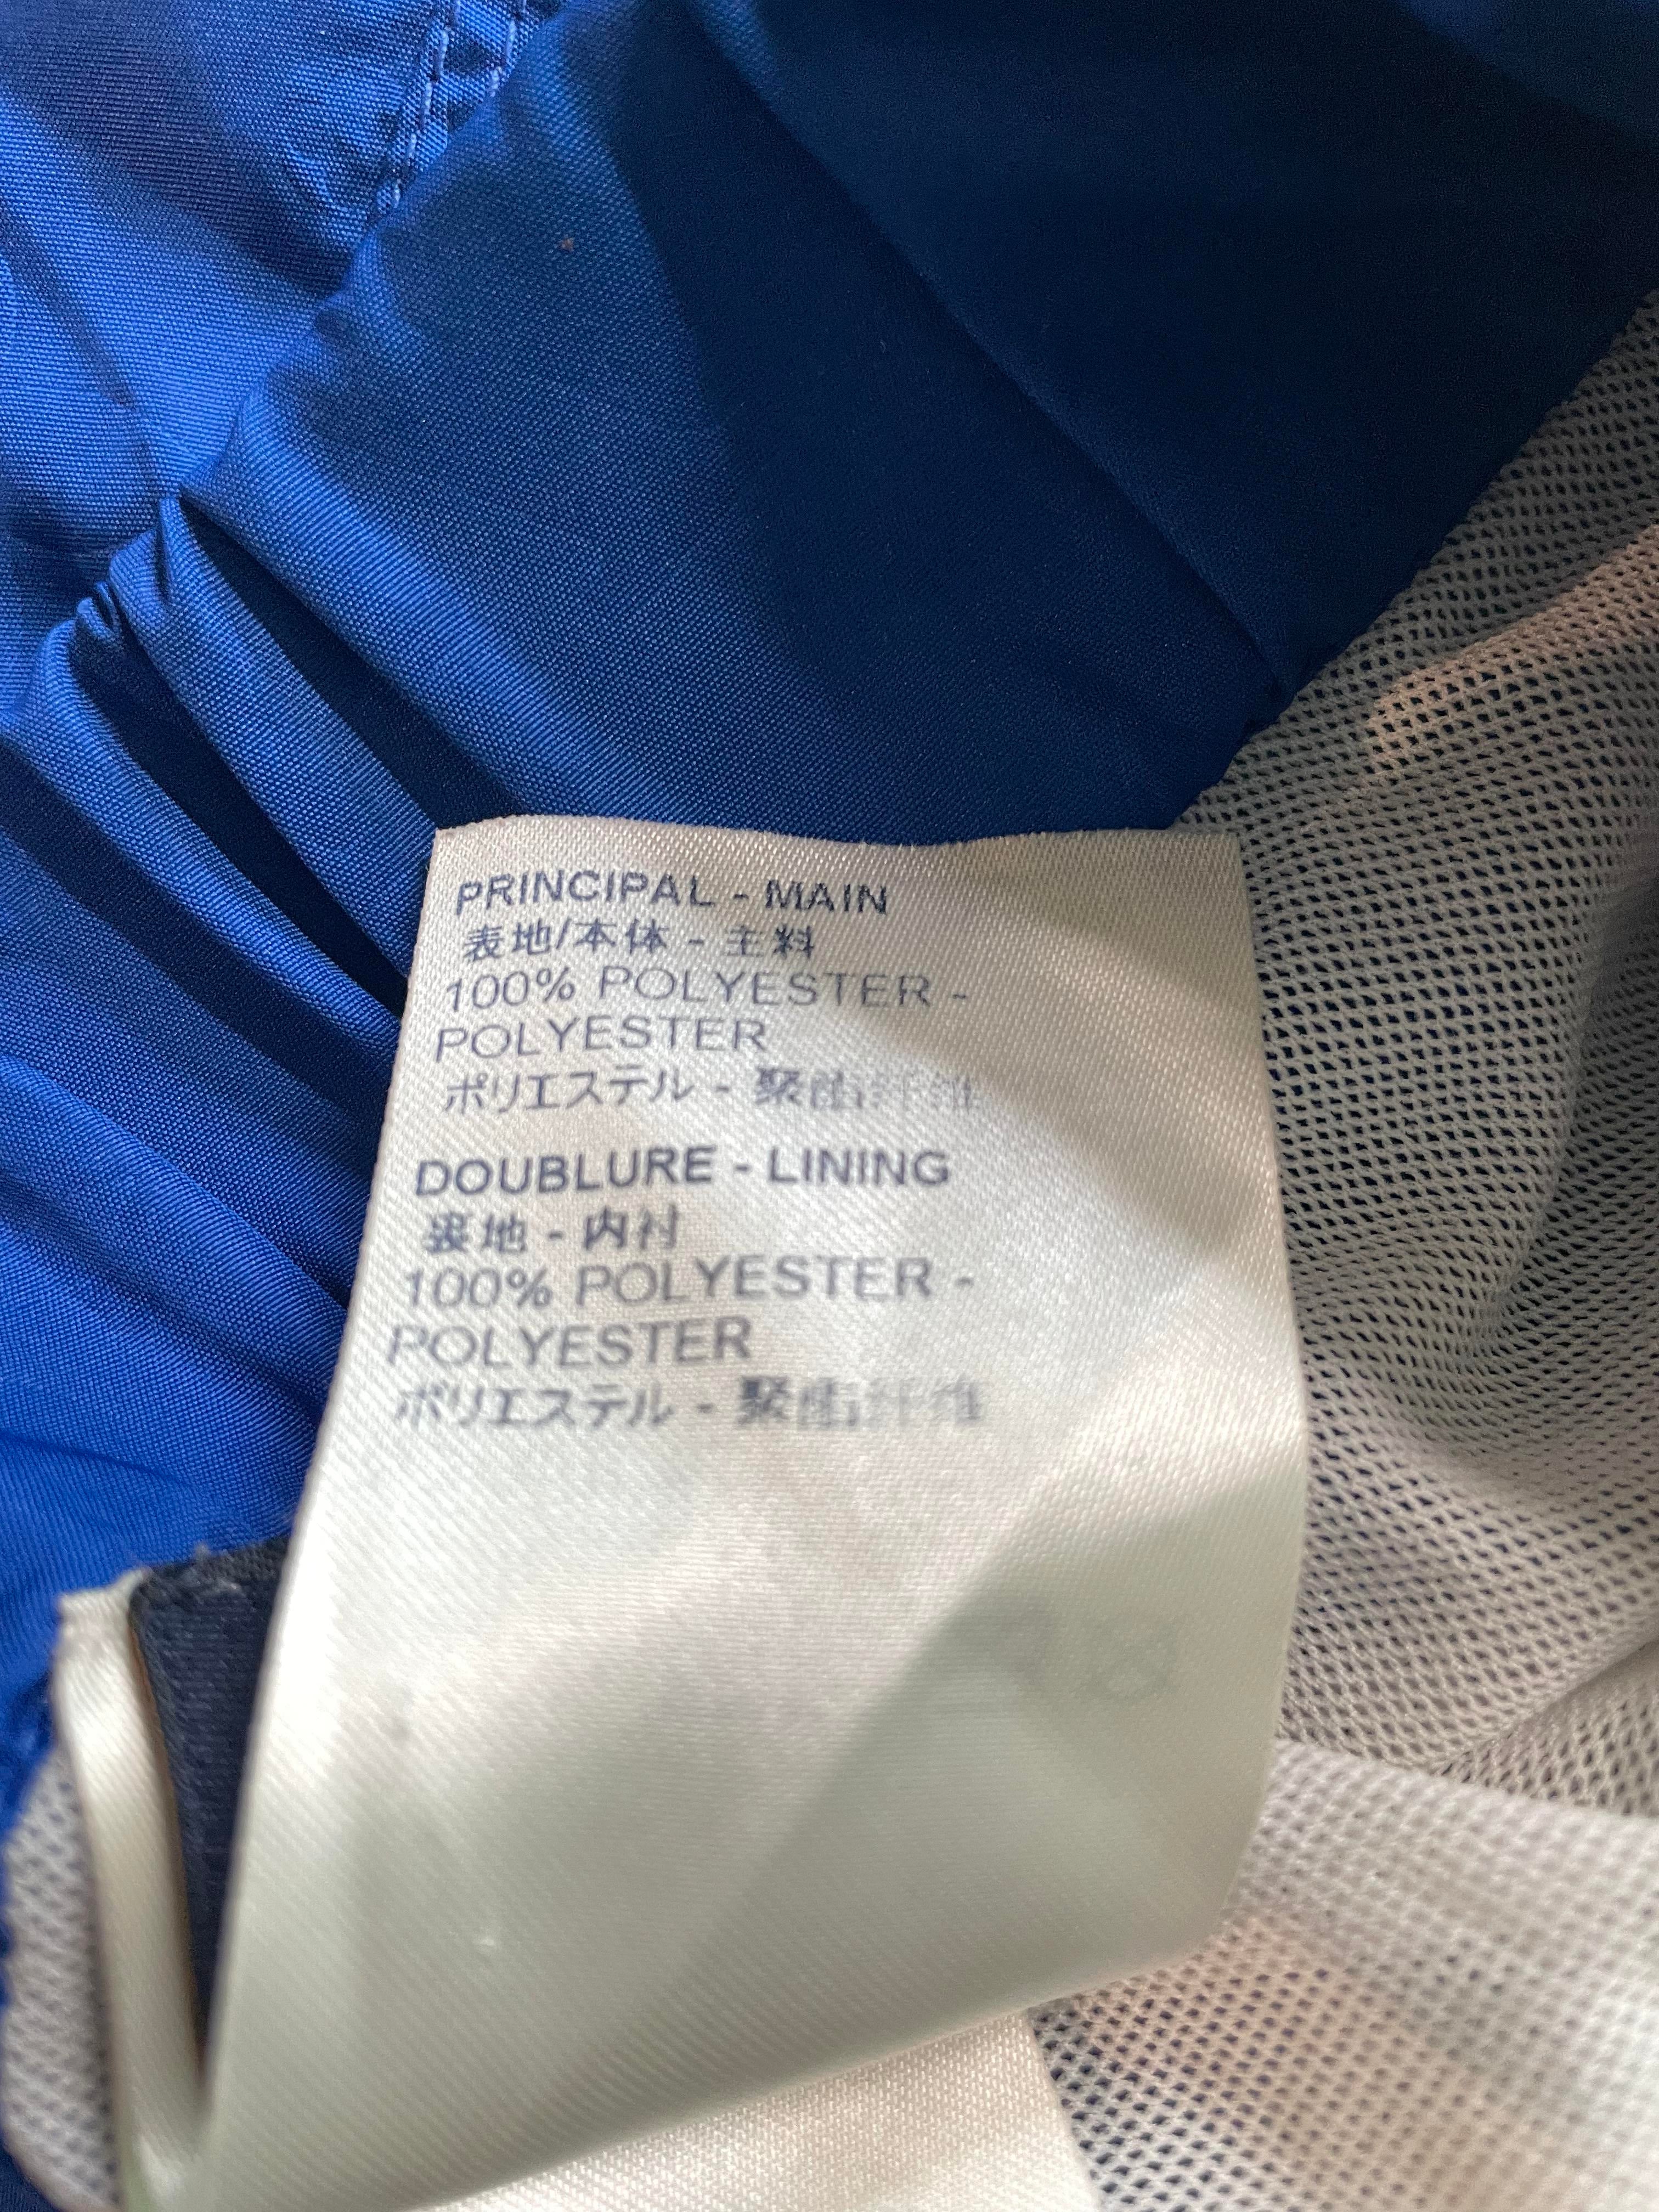 PRINCIPAL - MAIN
表地/本体 - 主料
100% POLYESTER -
POLYESTER
ポリエステル - 聚酯纤维
DOUBLURE - LINING
裏地 - 内衬
100% POLYESTER -
POLYESTER
ポリエステル - 聚酯纤维